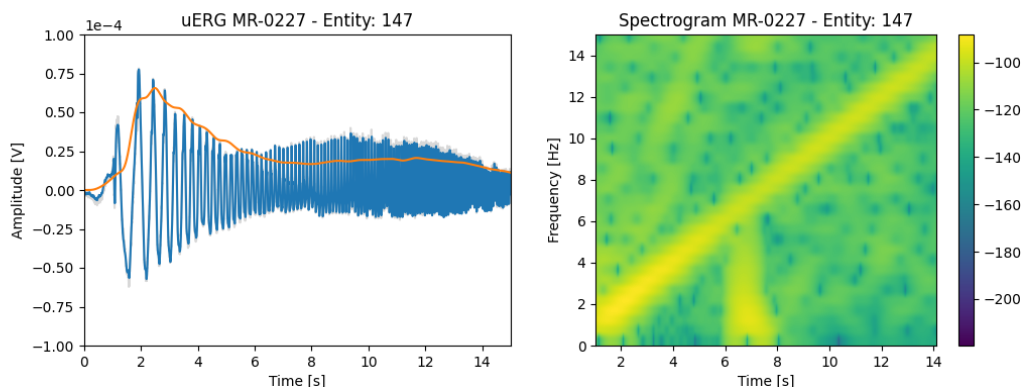 uERG MR-0227 - Entity: 147
1e−4
1.00
0.75
0.50
0.25
0.00
−0.25
−0.50
−0.75
−1.00
Amplitude [V]
0 2 4 6 8 10 12 14
Time [s]
Spectrogram MR-0227 - Entity: 147
14
12
10
8
6
4
2
0
Frequency [Hz]
2 4 6 8 10 12 14
Time [s]
−100
−120
−140
−160
−180
−200